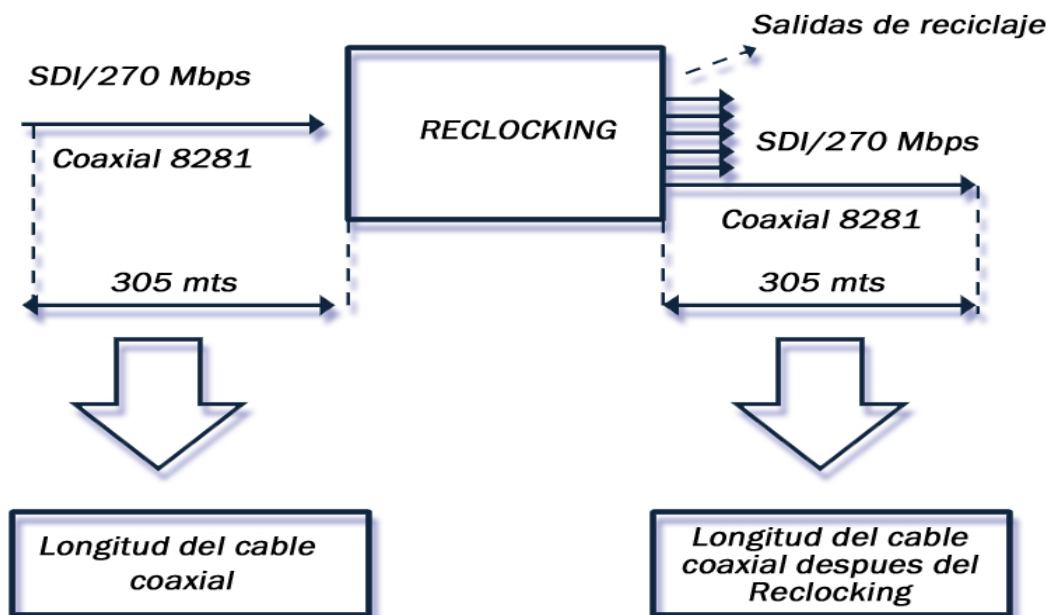 Salidas de reciclaje
SDI/270 Mbps
RECLOCKING
Coaxial 8281
SDI/270 Mbps
Coaxial 8281
305 mts
305 mts
Longitud del cable
coaxial
Longitud del cable
coaxial despues del
Reclocking